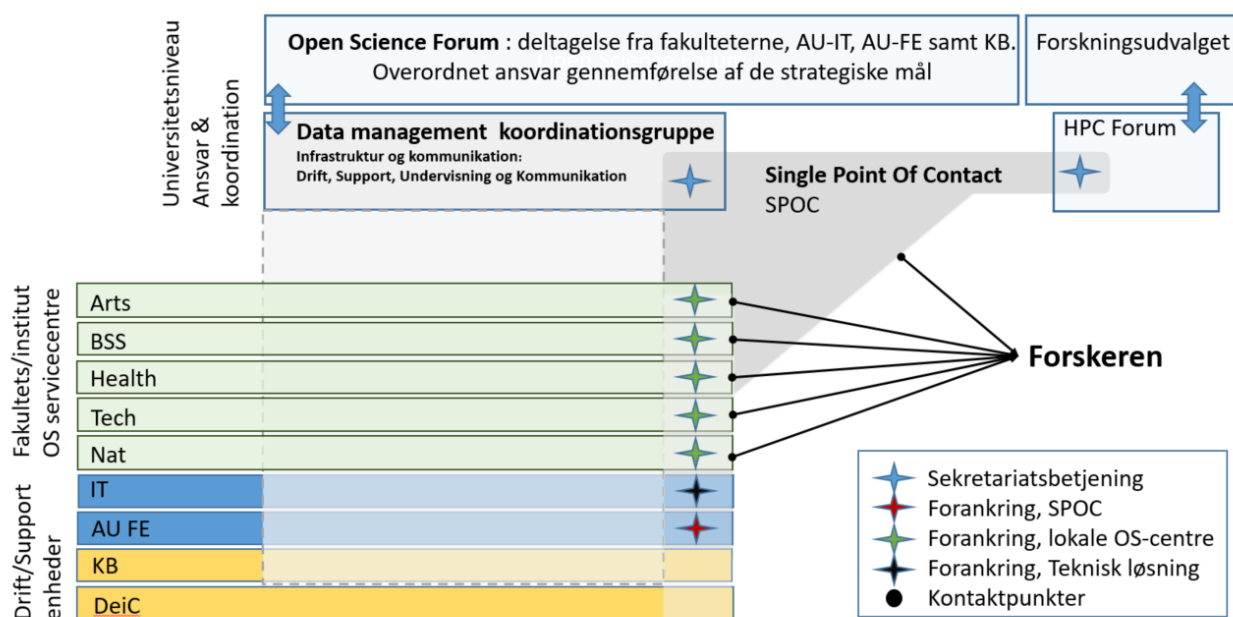 Universitetsniveau
Ansvar &
koordination
Open Science Forum : deltagelse fra fakulteterne, AU-IT, AU-FE samt KB.
Overordnet ansvar gennemførelse af de strategiske mål
Forskningsudvalget
Data management koordinationsgruppe
Infrastruktur og kommunikation:
Drift, Support, Undervisning og Kommunikation
Single Point Of Contact
SPOC
HPC Forum
Fakultets/institut
OS servicecentre
Arts
BSS
Health
Tech
Nat
Forskeren
Drift/Support
enheder
IT
AU FE
KB
DeiC
Sekretariatsbetjening
Forankring, SPOC
Forankring, lokale OS-centre
Forankring, Teknisk løsning
Kontaktpunkter